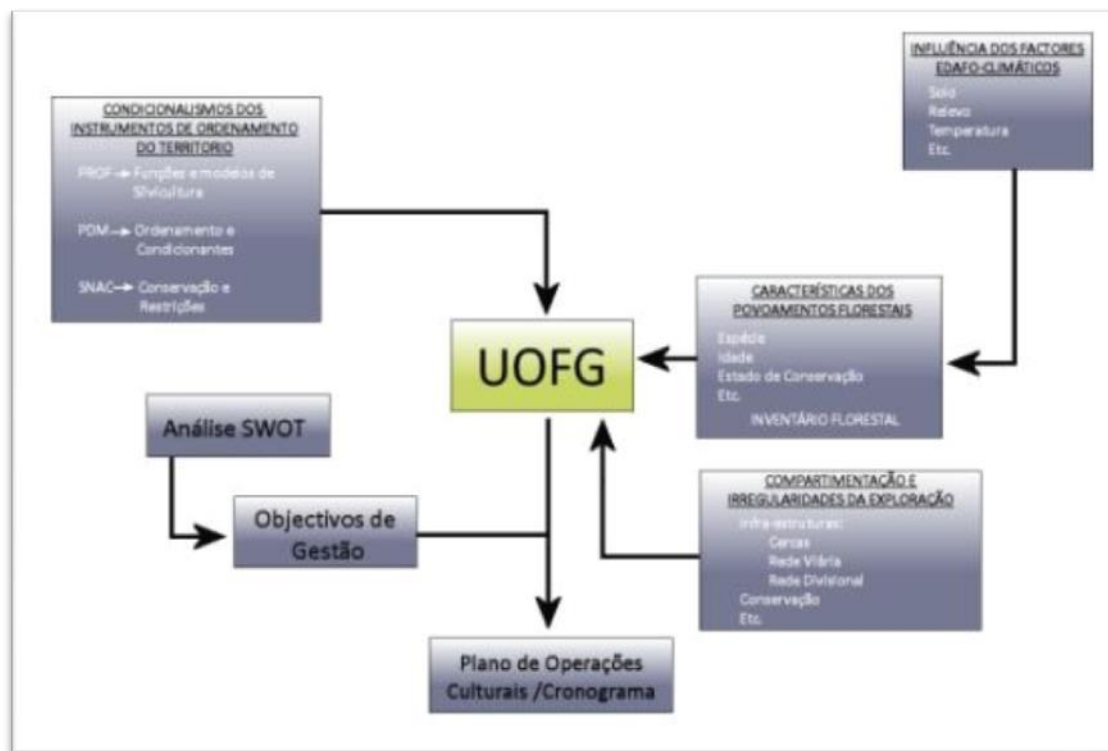 INFLUÊNCIA DOS FACTORES
EDAFO-CLIMÁTICOS
Solo
Relevo
Temperatura
Etc.
CONDICIONALISMOS DOS
INSTRUMENTOS DE ORDENAMENTO
DO TERRITORIO
PROF → Funções e modelos de
Silvicultura
PDM → Ordenamento e
Condicionantes
SNAC → Conservação e
Restrições
CARACTERÍSTICAS DOS
POVOAMENTOS FLORESTAIS
Espécie
Idade
Estado de Conservação
Etc.
INVENTÁRIO FLORESTAL
UOFG
Análise SWOT
Objectivos de
Gestão
COMPARTIMENTAÇÃO E
IRREGULARIDADES DA EXPLORAÇÃO
Infra-estruturas:
Cercas
Rede Viária
Rede Divisional
Conservação
Etc.
Plano de Operações
Culturais /Cronograma